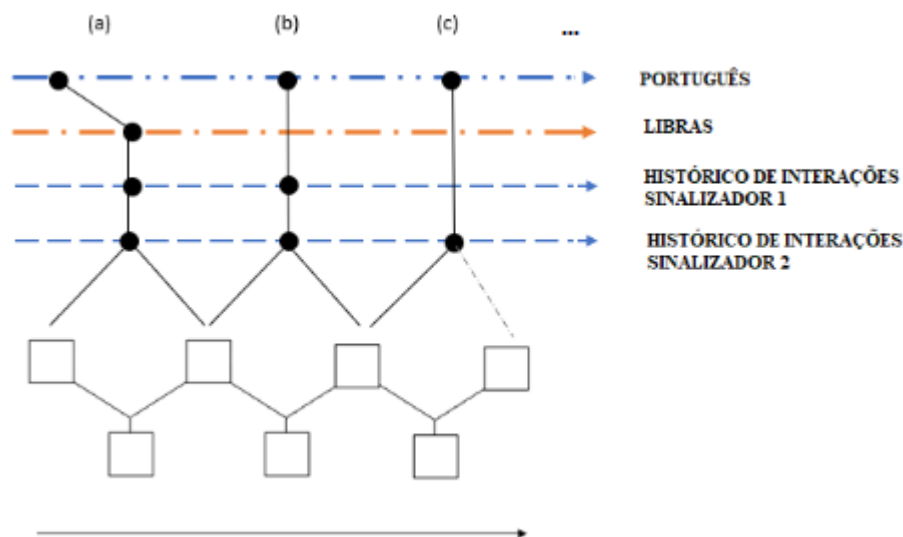 (a) (b) (c) ...
PORTUGUÊS
LIBRAS
HISTÓRICO DE INTERAÇÕES
SINALIZADOR 1
HISTÓRICO DE INTERAÇÕES
SINALIZADOR 2